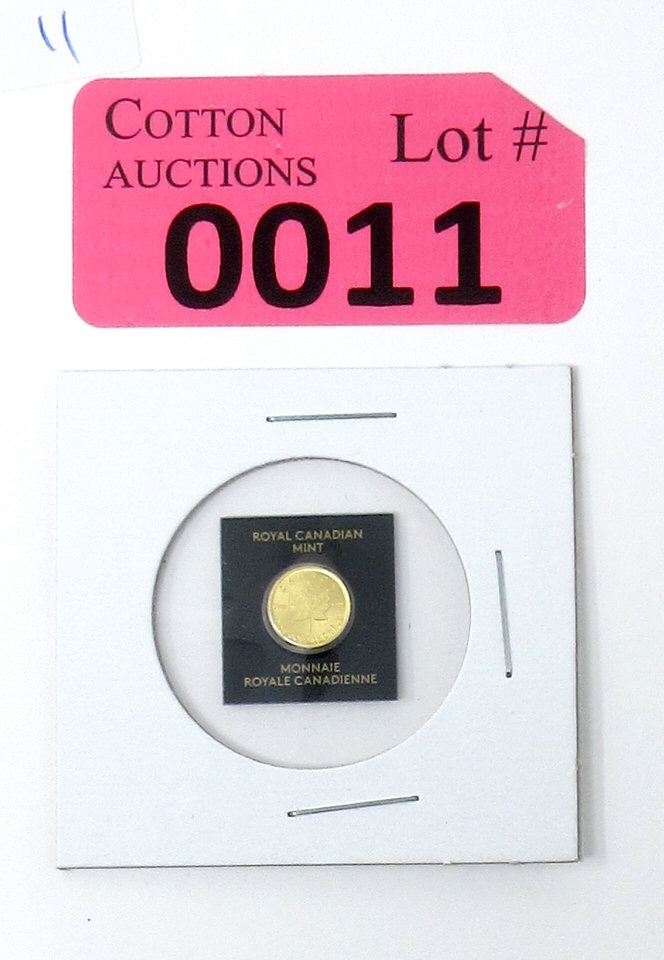 11
COTTON
AUCTIONS
Lot #
0011
ROYAL CANADIAN
MINT
MONNAIE
ROYALE CANADIENNE